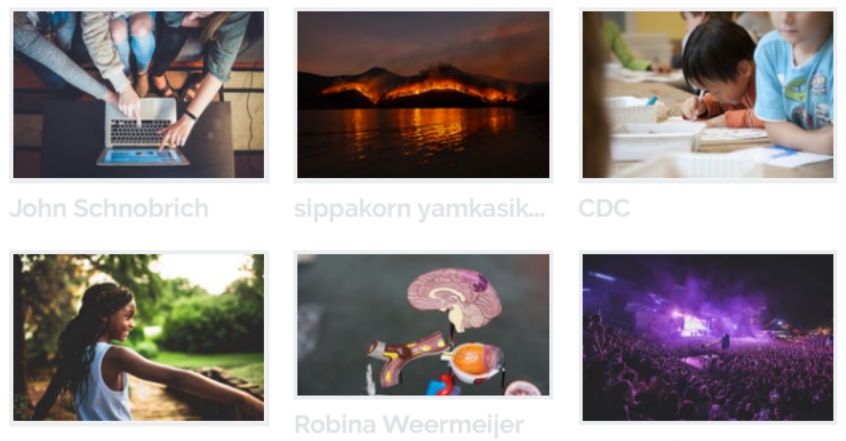 John Schnobrich
sippakorn yamkasik...
CDC
Robina Weermeijer